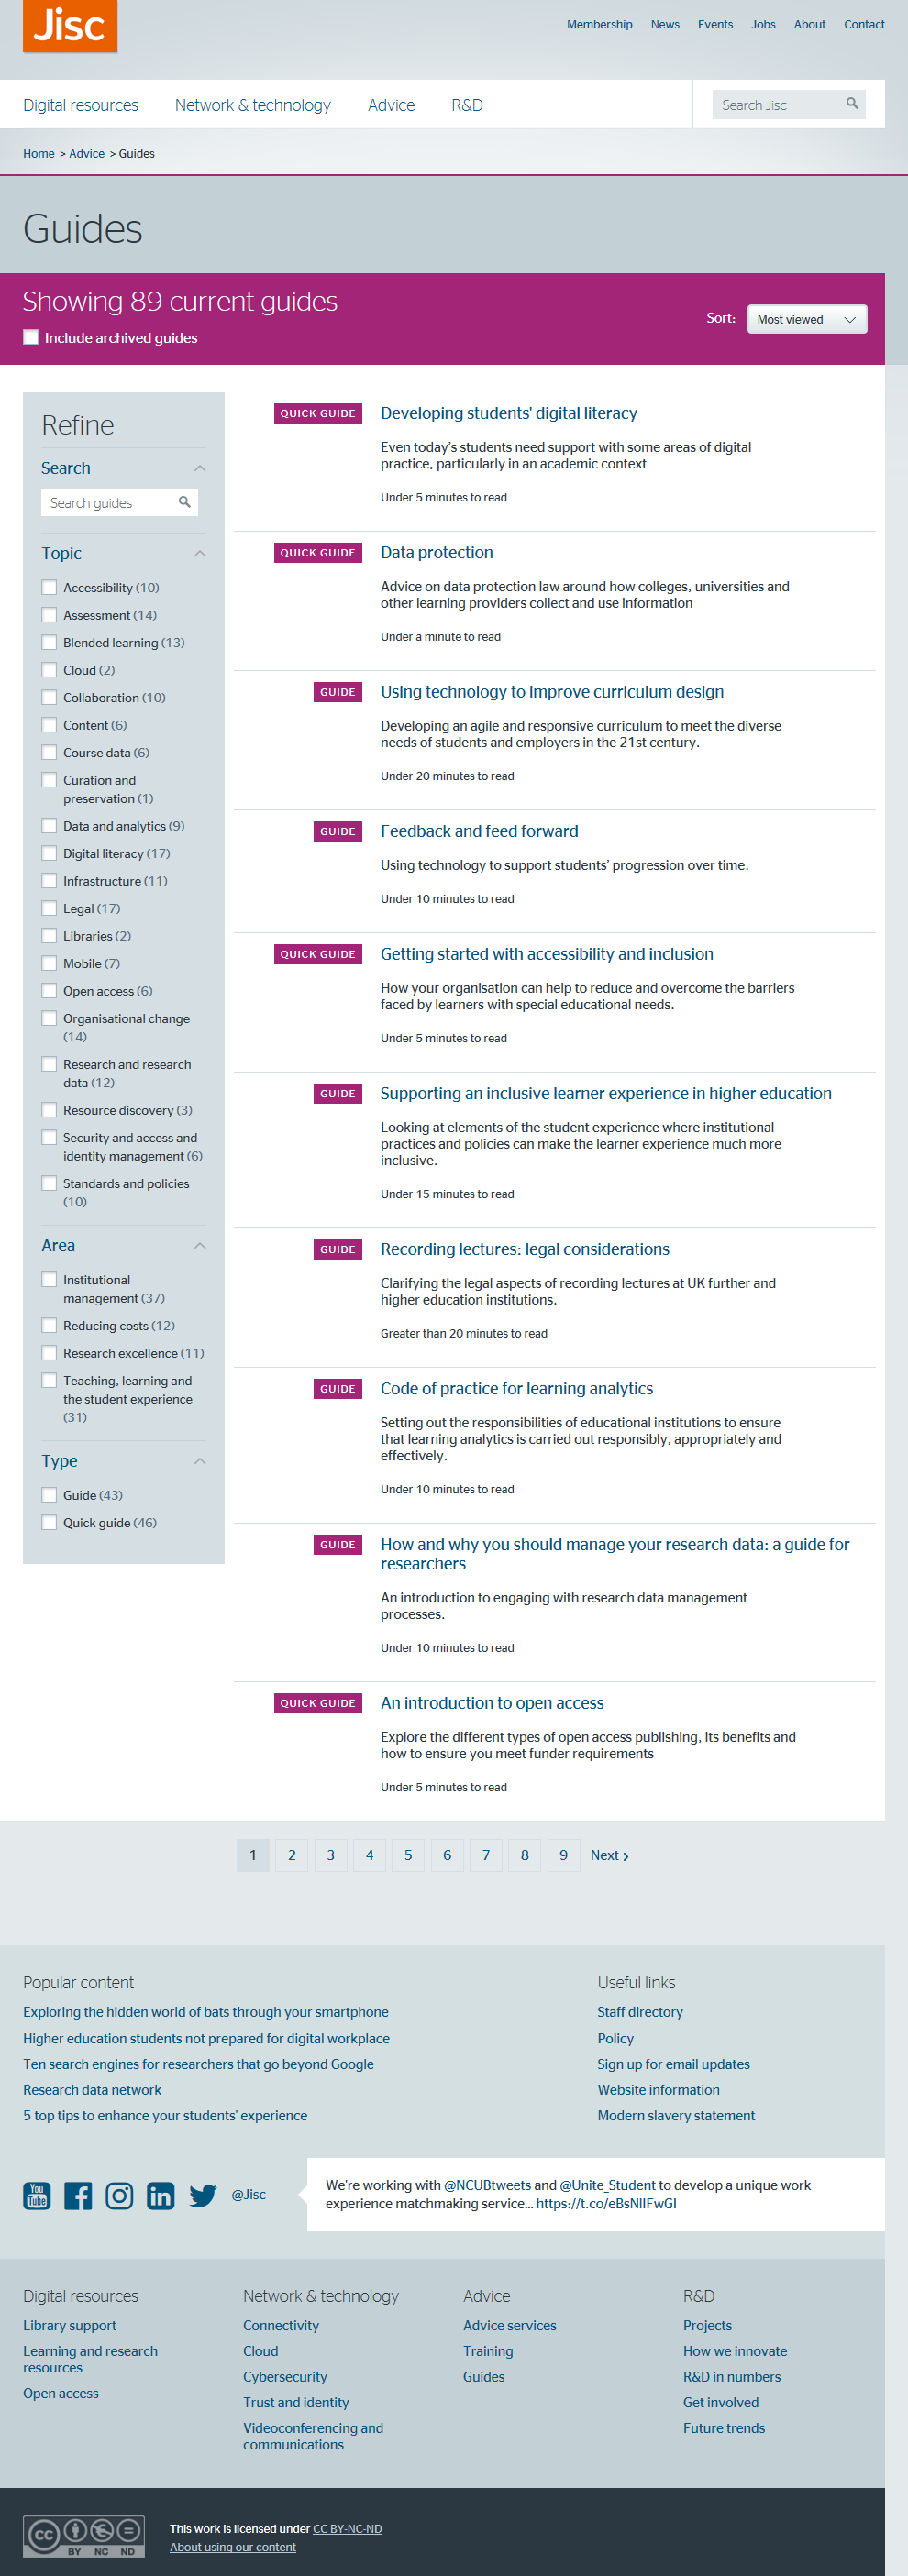 Jisc
Membership News Events Jobs About Contact
Digital resources Network & technology Advice R&D Search Jisc
Home > Advice > Guides
Guides
Showing 89 current guides
Include archived guides
Sort: Most viewed
Refine
Search
Search guides
Topic
Accessibility (10)
Assessment (14)
Blended learning (13)
Cloud (2)
Collaboration (10)
Content (6)
Course data (6)
Curation and
preservation (1)
Data and analytics (9)
Digital literacy (17)
Infrastructure (11)
Legal (17)
Libraries (2)
Mobile (7)
Open access (6)
Organisational change
(14)
Research and research
data (12)
Resource discovery (3)
Security and access and
identity management (6)
Standards and policies
(10)
Area
Institutional
management (37)
Reducing costs (12)
Research excellence (11)
Teaching, learning and
the student experience
(31)
Type
Guide (43)
Quick guide (46)
QUICK GUIDE Developing students' digital literacy
Even today's students need support with some areas of digital
practice, particularly in an academic context
Under 5 minutes to read
QUICK GUIDE Data protection
Advice on data protection law around how colleges, universities and
other learning providers collect and use information
Under a minute to read
GUIDE Using technology to improve curriculum design
Developing an agile and responsive curriculum to meet the diverse
needs of students and employers in the 21st century.
Under 20 minutes to read
GUIDE Feedback and feed forward
Using technology to support students' progression over time.
Under 10 minutes to read
QUICK GUIDE Getting started with accessibility and inclusion
How your organisation can help to reduce and overcome the barriers
faced by learners with special educational needs.
Under 5 minutes to read
GUIDE Supporting an inclusive learner experience in higher education
Looking at elements of the student experience where institutional
practices and policies can make the learner experience much more
inclusive.
Under 15 minutes to read
GUIDE Recording lectures: legal considerations
Clarifying the legal aspects of recording lectures at UK further and
higher education institutions.
Greater than 20 minutes to read
GUIDE Code of practice for learning analytics
Setting out the responsibilities of educational institutions to ensure
that learning analytics is carried out responsibly, appropriately and
effectively.
Under 10 minutes to read
GUIDE How and why you should manage your research data: a guide for
researchers
An introduction to engaging with research data management
processes.
Under 10 minutes to read
QUICK GUIDE An introduction to open access
Explore the different types of open access publishing, its benefits and
how to ensure you meet funder requirements
Under 5 minutes to read
1 2 3 4 5 6 7 8 9 Next ›
Popular content
Exploring the hidden world of bats through your smartphone
Higher education students not prepared for digital workplace
Ten search engines for researchers that go beyond Google
Research data network
5 top tips to enhance your students' experience
Useful links
Staff directory
Policy
Sign up for email updates
Website information
Modern slavery statement
You Tube
in
@Jisc
We're working with @NCUBtweets and @Unite_Student to develop a unique work
experience matchmaking service... https://t.co/eBsNIlFwGI
Digital resources
Library support
Learning and research
resources
Open access
Network & technology
Connectivity
Cloud
Cybersecurity
Trust and identity
Videoconferencing and
communications
Advice
Advice services
Training
Guides
R&D
Projects
How we innovate
R&D in numbers
Get involved
Future trends
cc BY NC ND
This work is licensed under CC BY-NC-ND
About using our content